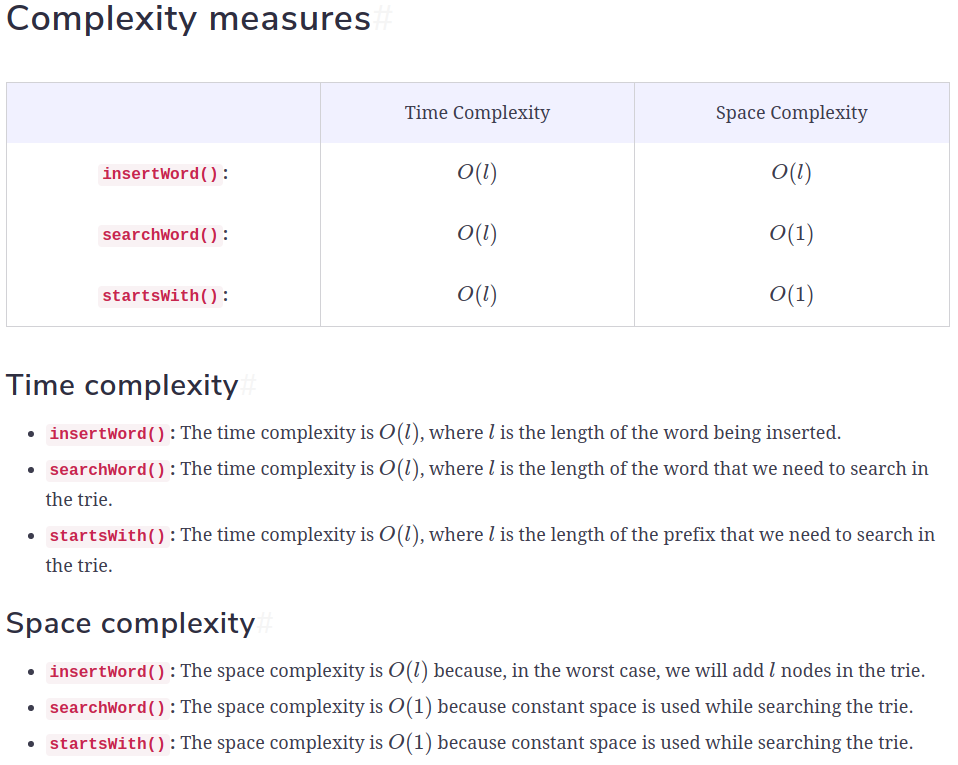 Complexity measures#
Time Complexity Space Complexity
insertWord(): O(l) O(l)
searchWord(): O(l) O(1)
startsWith(): O(l) O(1)
Time complexity#
• insertWord(): The time complexity is O(l), where l is the length of the word being inserted.
• searchWord(): The time complexity is O(l), where l is the length of the word that we need to search in
the trie.
• startsWith(): The time complexity is O(l), where l is the length of the prefix that we need to search in
the trie.
Space complexity#
• insertWord(): The space complexity is O(l) because, in the worst case, we will add l nodes in the trie.
• searchWord(): The space complexity is O(1) because constant space is used while searching the trie.
• startsWith(): The space complexity is O(1) because constant space is used while searching the trie.